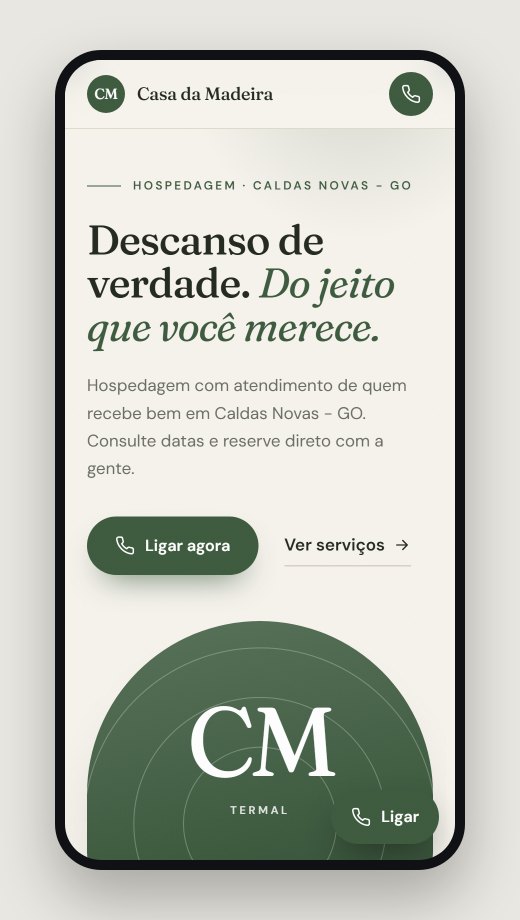 CM Casa da Madeira
HOSPEDAGEM · CALDAS NOVAS – GO
Descanso de
verdade. Do jeito
que você merece.
Hospedagem com atendimento de quem
recebe bem em Caldas Novas – GO.
Consulte datas e reserve direto com a
gente.
Ligar agora
Ver serviços →
CM
TERMAL
Ligar